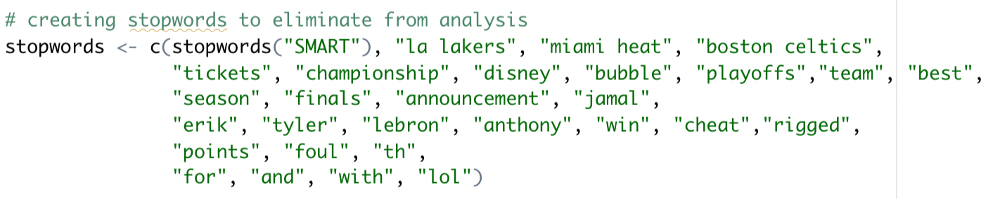 # creating stopwords to eliminate from analysis
stopwords <- c(stopwords("SMART"), "la lakers", "miami heat", "boston celtics",
"tickets", "championship", "disney", "bubble", "playoffs","team", "best",
"season", "finals", "announcement", "jamal",
"erik", "tyler", "lebron", "anthony", "win", "cheat","rigged",
"points", "foul", "th",
"for", "and", "with", "lol")